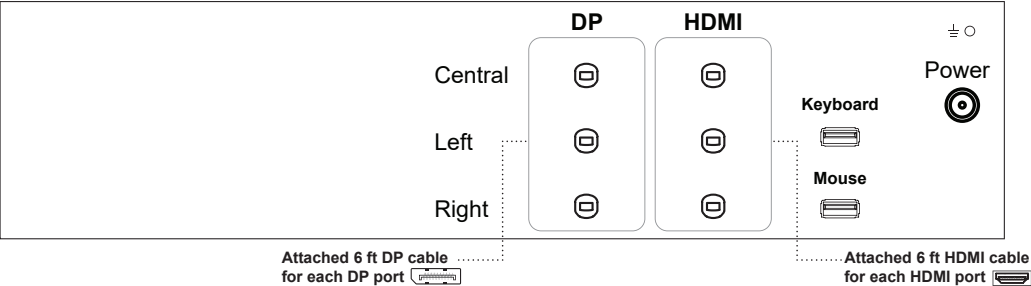 DP HDMI
Central
Power
Keyboard
Left
Mouse
Right
Attached 6 ft DP cable
for each DP port
Attached 6 ft HDMI cable
for each HDMI port